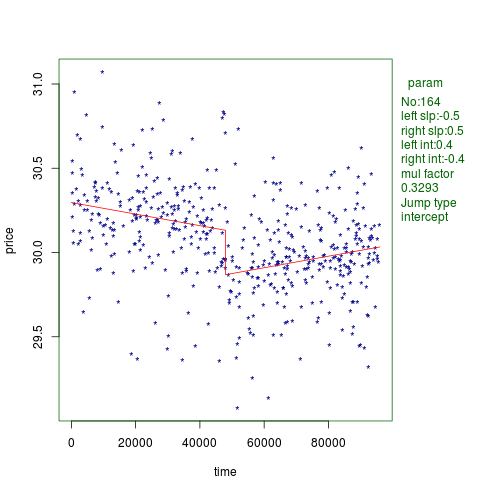 param
No:164
left slp:-0.5
right slp:0.5
left int:0.4
right int:-0.4
mul factor
0.3293
Jump type
intercept
31.0
30.5
30.0
29.5
price
0 20000 40000 60000 80000
time